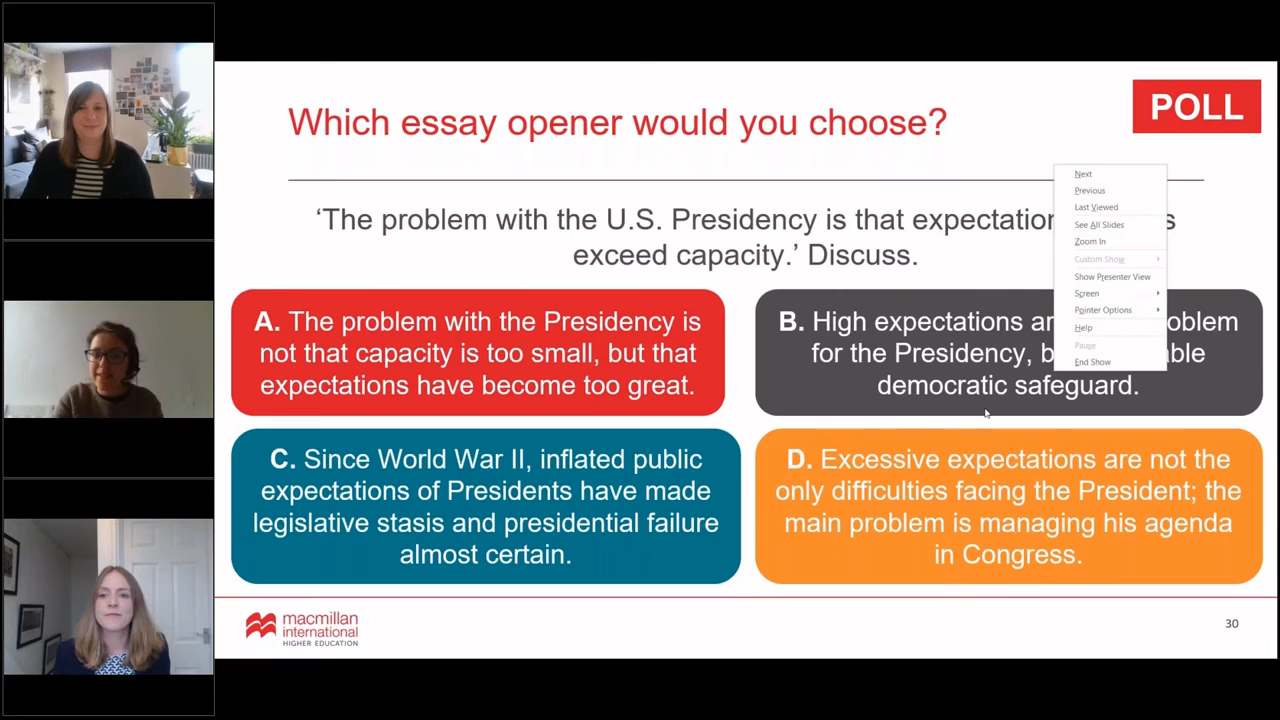 Which essay opener would you choose?
POLL
‘The problem with the U.S. Presidency is that
exceed capacity.’ Discuss.
Next
Previous
Last Viewed
See All Slides
Zoom In
Custom Show
Show Presenter View
Screen
Pointer Options
Help
Pause
End Show
A. The problem with the Presidency is
not that capacity is too small, but that
expectations have become too great.
B. High expectations
for the Presidency,
democratic safeguard.
C. Since World War II, inflated public
expectations of Presidents have made
legislative stasis and presidential failure
almost certain.
D. Excessive expectations are not the
only difficulties facing the President; the
main problem is managing his agenda
in Congress.
macmillan
international
HIGHER EDUCATION
30